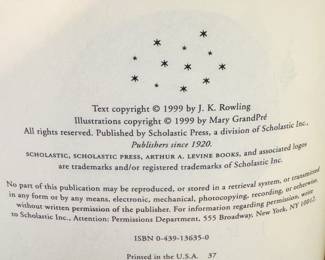 Text copyright © 1999 by J. K. Rowling
Illustrations copyright © 1999 by Mary GrandPré
All rights reserved. Published by Scholastic Press, a division of Scholastic Inc.,
Publishers since 1920.
SCHOLASTIC, SCHOLASTIC PRESS, ARTHUR A. LEVINE BOOKS, and associated logos
are trademarks and/or registered trademarks of Scholastic Inc.
No part of this publication may be reproduced, or stored in a retrieval system, or transmitted
in any form or by any means, electronic, mechanical, photocopying, recording, or otherwise,
without written permission of the publisher. For information regarding permission, write
to Scholastic Inc., Attention: Permissions Department, 555 Broadway, New York, NY 10012.
ISBN 0-439-13635-0
Printed in the U.S.A. 37